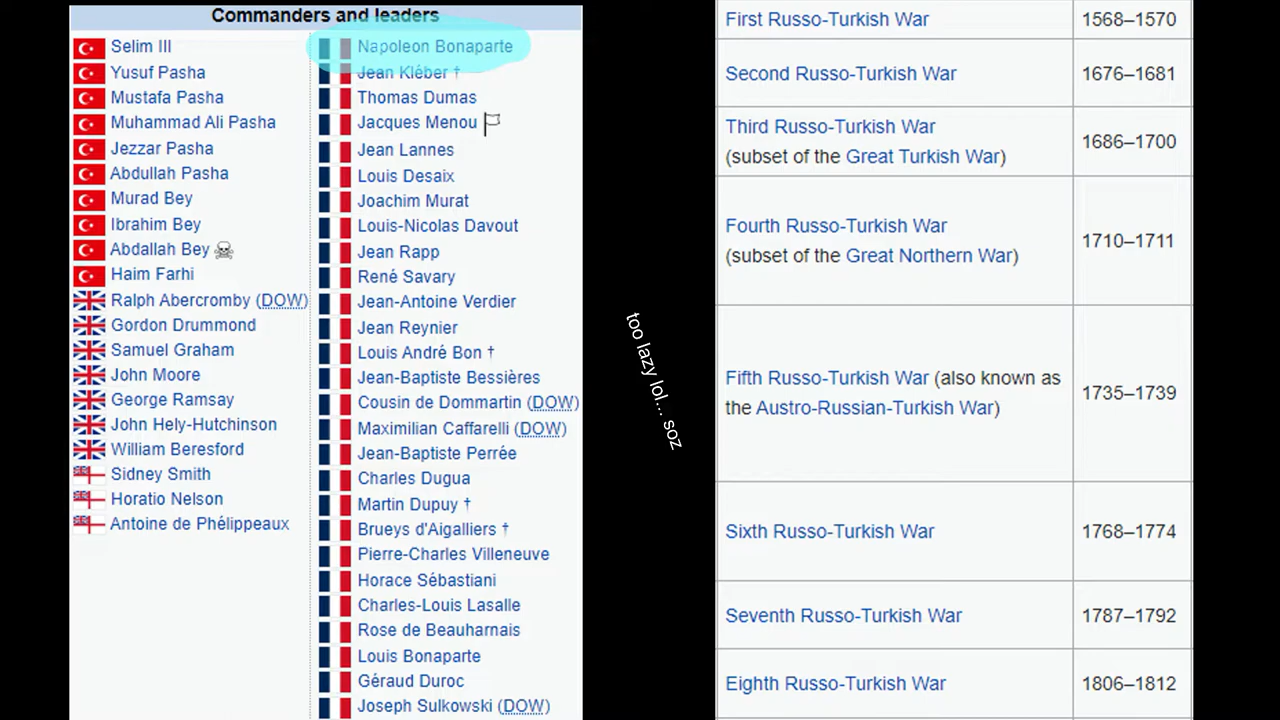 Commanders and leaders
Selim III
Yusuf Pasha
Mustafa Pasha
Muhammad Ali Pasha
Jezzar Pasha
Abdullah Pasha
Murad Bey
Ibrahim Bey
Abdallah Bey
Haim Farhi
Ralph Abercromby (DOW)
Gordon Drummond
Samuel Graham
John Moore
George Ramsay
John Hely-Hutchinson
William Beresford
Sidney Smith
Horatio Nelson
Antoine de Phélippeaux
Napoleon Bonaparte
Jean Kléber †
Thomas Dumas
Jacques Menou
Jean Lannes
Louis Desaix
Joachim Murat
Louis-Nicolas Davout
Jean Rapp
René Savary
Jean-Antoine Verdier
Jean Reynier
Louis André Bon †
Jean-Baptiste Bessières
Cousin de Dommartin (DOW)
Maximilian Caffarelli (DOW)
Jean-Baptiste Perrée
Charles Dugua
Martin Dupuy †
Brueys d'Aigalliers †
Pierre-Charles Villeneuve
Horace Sébastiani
Charles-Louis Lasalle
Rose de Beauharnais
Louis Bonaparte
Géraud Duroc
Joseph Sulkowski (DOW)
too lazy lol... soz
First Russo-Turkish War 1568–1570
Second Russo-Turkish War 1676–1681
Third Russo-Turkish War
(subset of the Great Turkish War) 1686–1700
Fourth Russo-Turkish War
(subset of the Great Northern War) 1710–1711
Fifth Russo-Turkish War (also known as
the Austro-Russian-Turkish War) 1735–1739
Sixth Russo-Turkish War 1768–1774
Seventh Russo-Turkish War 1787–1792
Eighth Russo-Turkish War 1806–1812